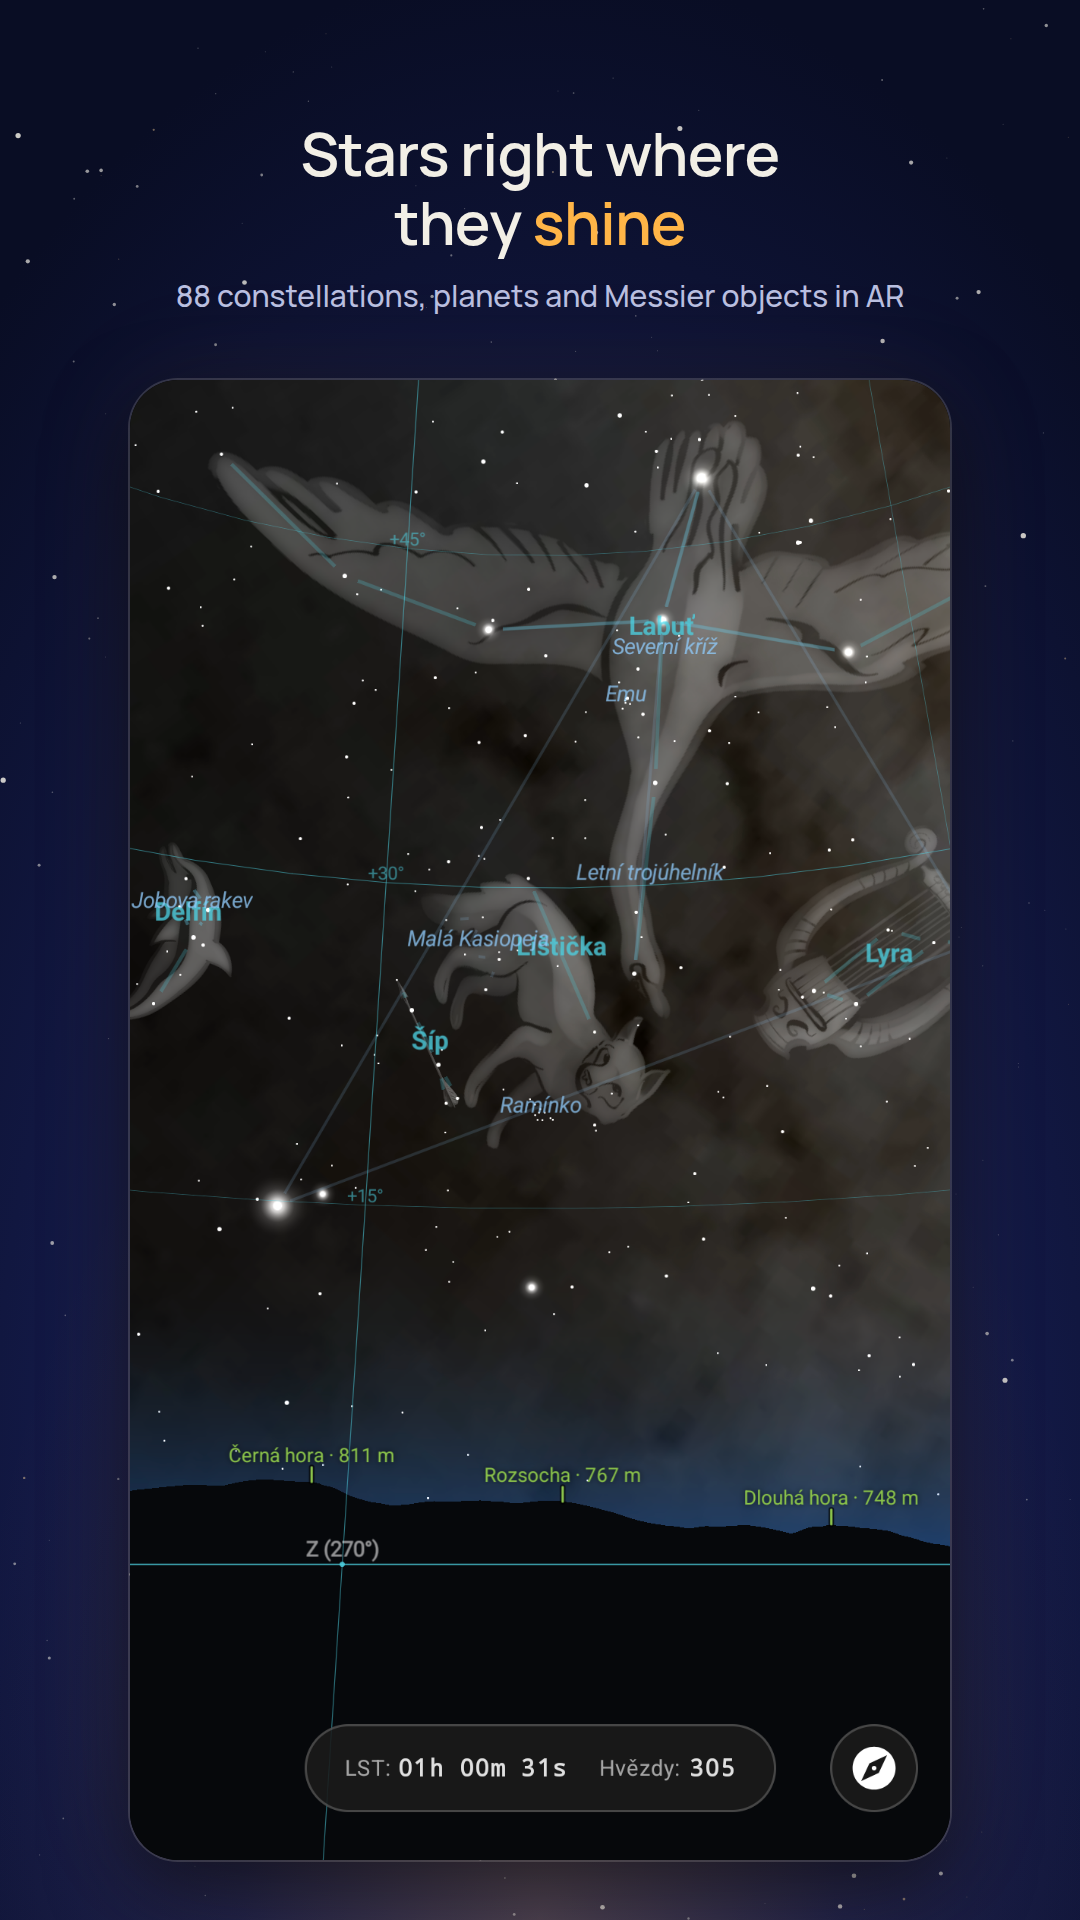 Stars right where
they shine
88 constellations, planets and Messier objects in AR
+45°
Labuť
Severní kříž
Emu
+30°
Letní trojúhelník
Jobova rakev
Delfín
Malá Kasiopeja
Lištička
Lyra
Šíp
Ramínko
+15°
Černá hora · 811 m
Rozsocha · 767 m
Dlouhá hora · 748 m
Z (270°)
LST: 01h 00m 31s Hvězdy: 305